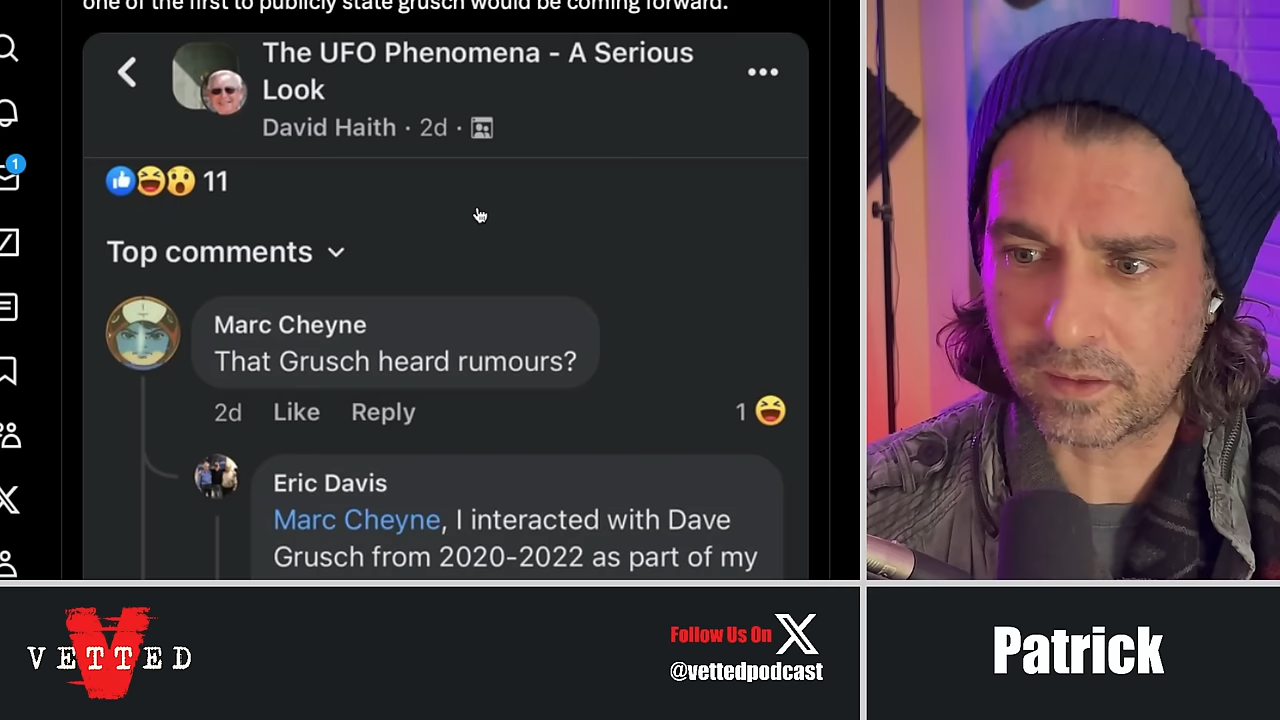 one of the first to publicly state grusch would be coming forward.
The UFO Phenomena - A Serious
Look
David Haith · 2d ·
11
Top comments
Marc Cheyne
That Grusch heard rumours?
2d Like Reply 1
Eric Davis
Marc Cheyne, I interacted with Dave
Grusch from 2020-2022 as part of my
1
VETTED
Follow Us On X
@vettedpodcast
Patrick